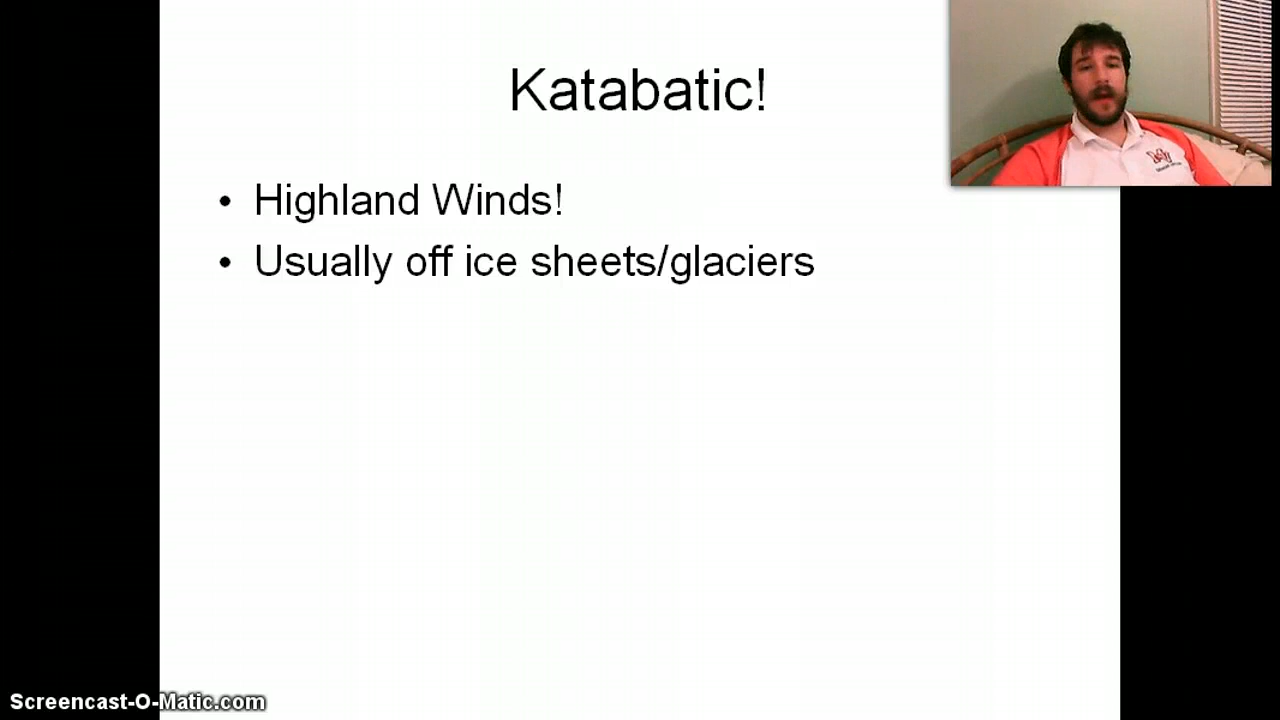 Katabatic!
• Highland Winds!
• Usually off ice sheets/glaciers
Screencast-O-Matic.com